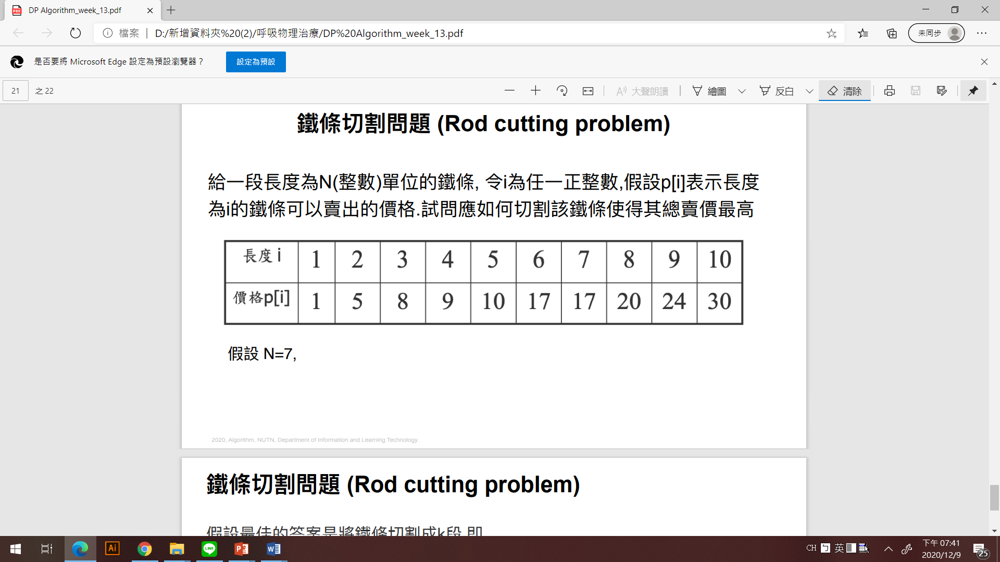 DP Algorithm_week_13.pdf
檔案 | D:/新增資料夾%20(2)/呼吸物理治療/DP%20Algorithm_week_13.pdf
未同步
是否要將 Microsoft Edge 設定為預設瀏覽器？ 設定為預設
21 之 22 大聲朗讀 繪圖 反白 清除
鐵條切割問題 (Rod cutting problem)
給一段長度為N(整數)單位的鐵條, 令i為任一正整數,假設p[i]表示長度
為i的鐵條可以賣出的價格.試問應如何切割該鐵條使得其總賣價最高
長度 i 1 2 3 4 5 6 7 8 9 10
價格p[i] 1 5 8 9 10 17 17 20 24 30
假設 N=7,
2020, Algorithm, NUTN, Department of Information and Learning Technology.
鐵條切割問題 (Rod cutting problem)
假設最佳的答案是將鐵條切割成k段,即
CH ㄅ 英
下午 07:41
2020/12/9
25